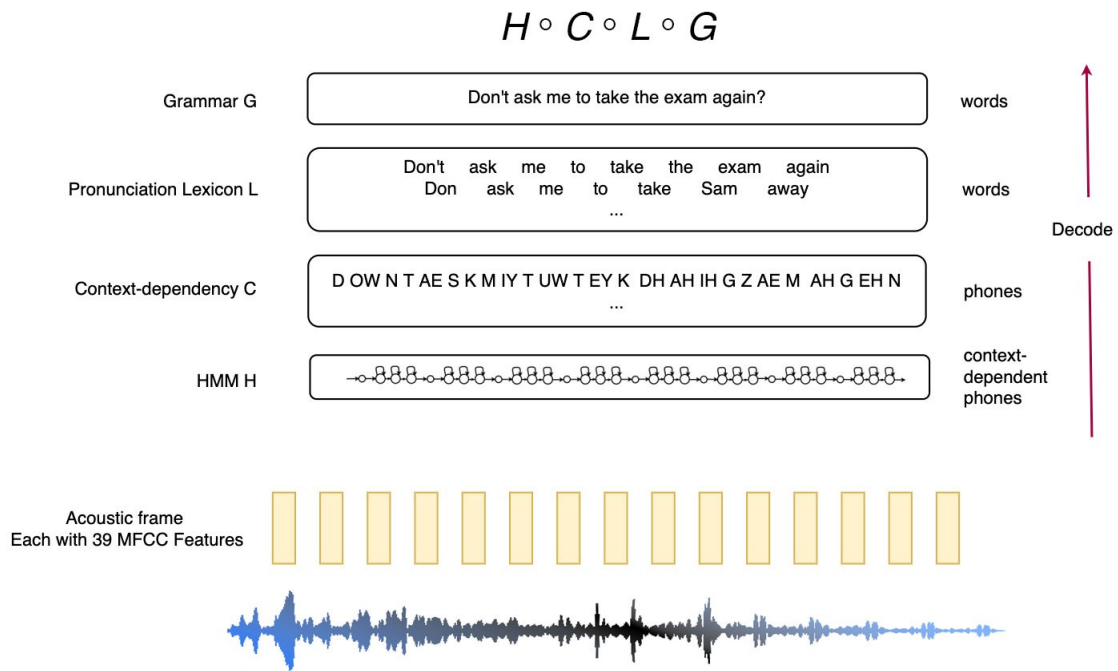 H ∘ C ∘ L ∘ G
Grammar G
Don't ask me to take the exam again?
words
Pronunciation Lexicon L
Don't ask me to take the exam again
Don ask me to take Sam away
...
words
Decode
Context-dependency C
D OW N T AE S K M IY T UW T EY K DH AH IH G Z AE M AH G EH N
...
phones
HMM H
context-
dependent
phones
Acoustic frame
Each with 39 MFCC Features